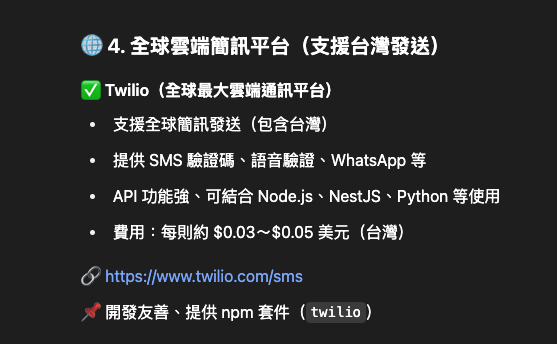 🌐 4. 全球雲端簡訊平台（支援台灣發送）
✅ Twilio（全球最大雲端通訊平台）
• 支援全球簡訊發送（包含台灣）
• 提供 SMS 驗證碼、語音驗證、WhatsApp 等
• API 功能強、可結合 Node.js、NestJS、Python 等使用
• 費用：每則約 $0.03～$0.05 美元（台灣）
🔗 https://www.twilio.com/sms
📌 開發友善、提供 npm 套件（twilio）